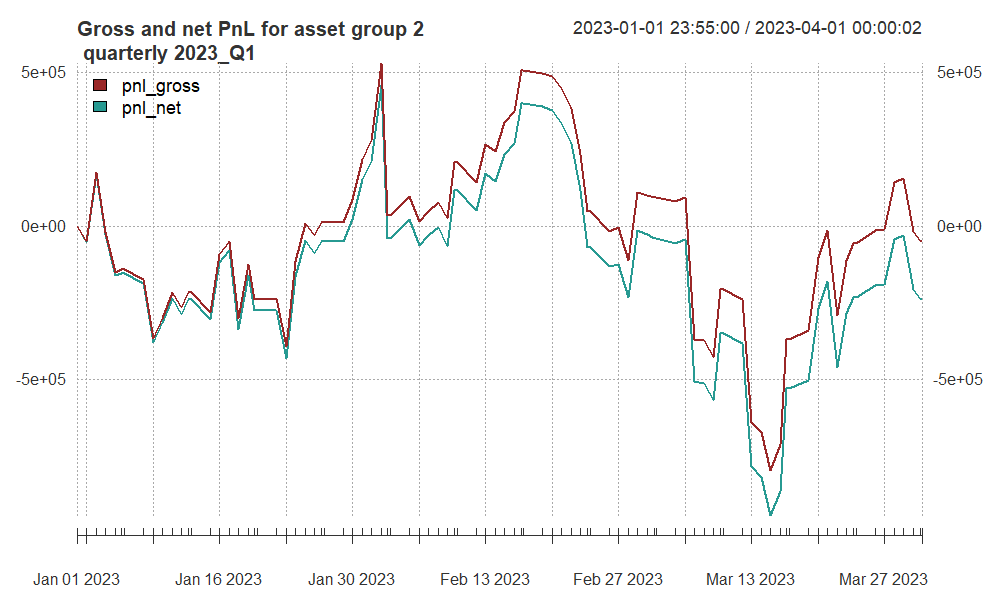 Gross and net PnL for asset group 2
quarterly 2023_Q1
2023-01-01 23:55:00 / 2023-04-01 00:00:02
pnl_gross
pnl_net
5e+05 5e+05
0e+00 0e+00
-5e+05 -5e+05
Jan 01 2023 Jan 16 2023 Jan 30 2023 Feb 13 2023 Feb 27 2023 Mar 13 2023 Mar 27 2023